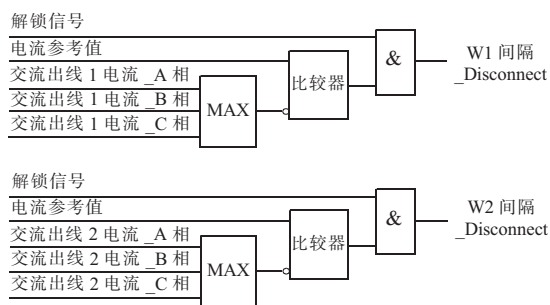 解锁信号
电流参考值
交流出线 1 电流 _A 相
交流出线 1 电流 _B 相
交流出线 1 电流 _C 相
MAX
比较器
&
W1 间隔
_Disconnect
解锁信号
电流参考值
交流出线 2 电流 _A 相
交流出线 2 电流 _B 相
交流出线 2 电流 _C 相
MAX
比较器
&
W2 间隔
_Disconnect